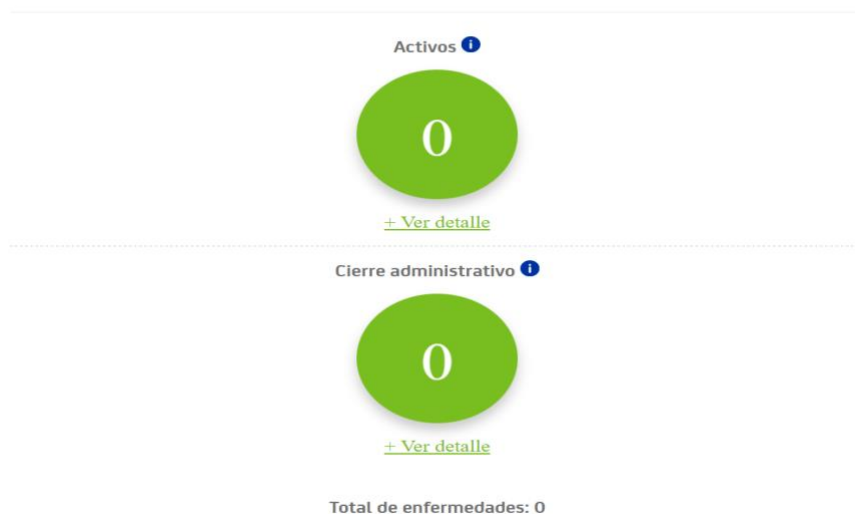 Activos
0
+ Ver detalle
Cierre administrativo
0
+ Ver detalle
Total de enfermedades: 0